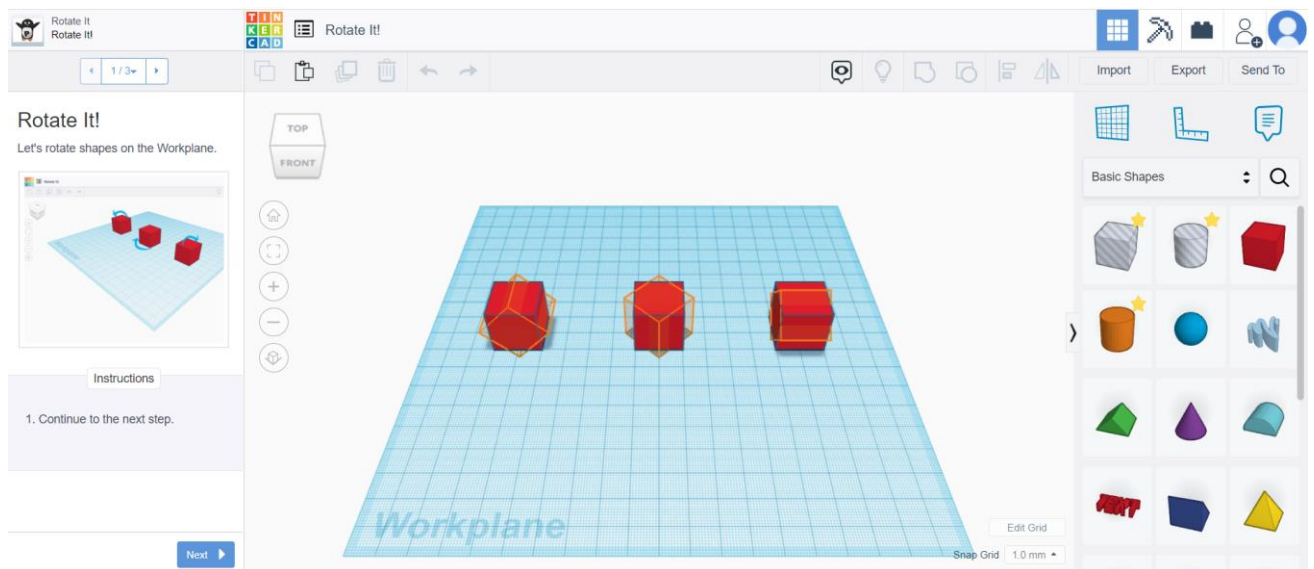 Rotate It
Rotate It!
TIN
KER
CAD
Rotate It!
1 / 3
Import
Export
Send To
Rotate It!
Let's rotate shapes on the Workplane.
TOP
FRONT
Basic Shapes
Instructions
1. Continue to the next step.
TEXT
Workplane
Edit Grid
Snap Grid 1.0 mm
Next